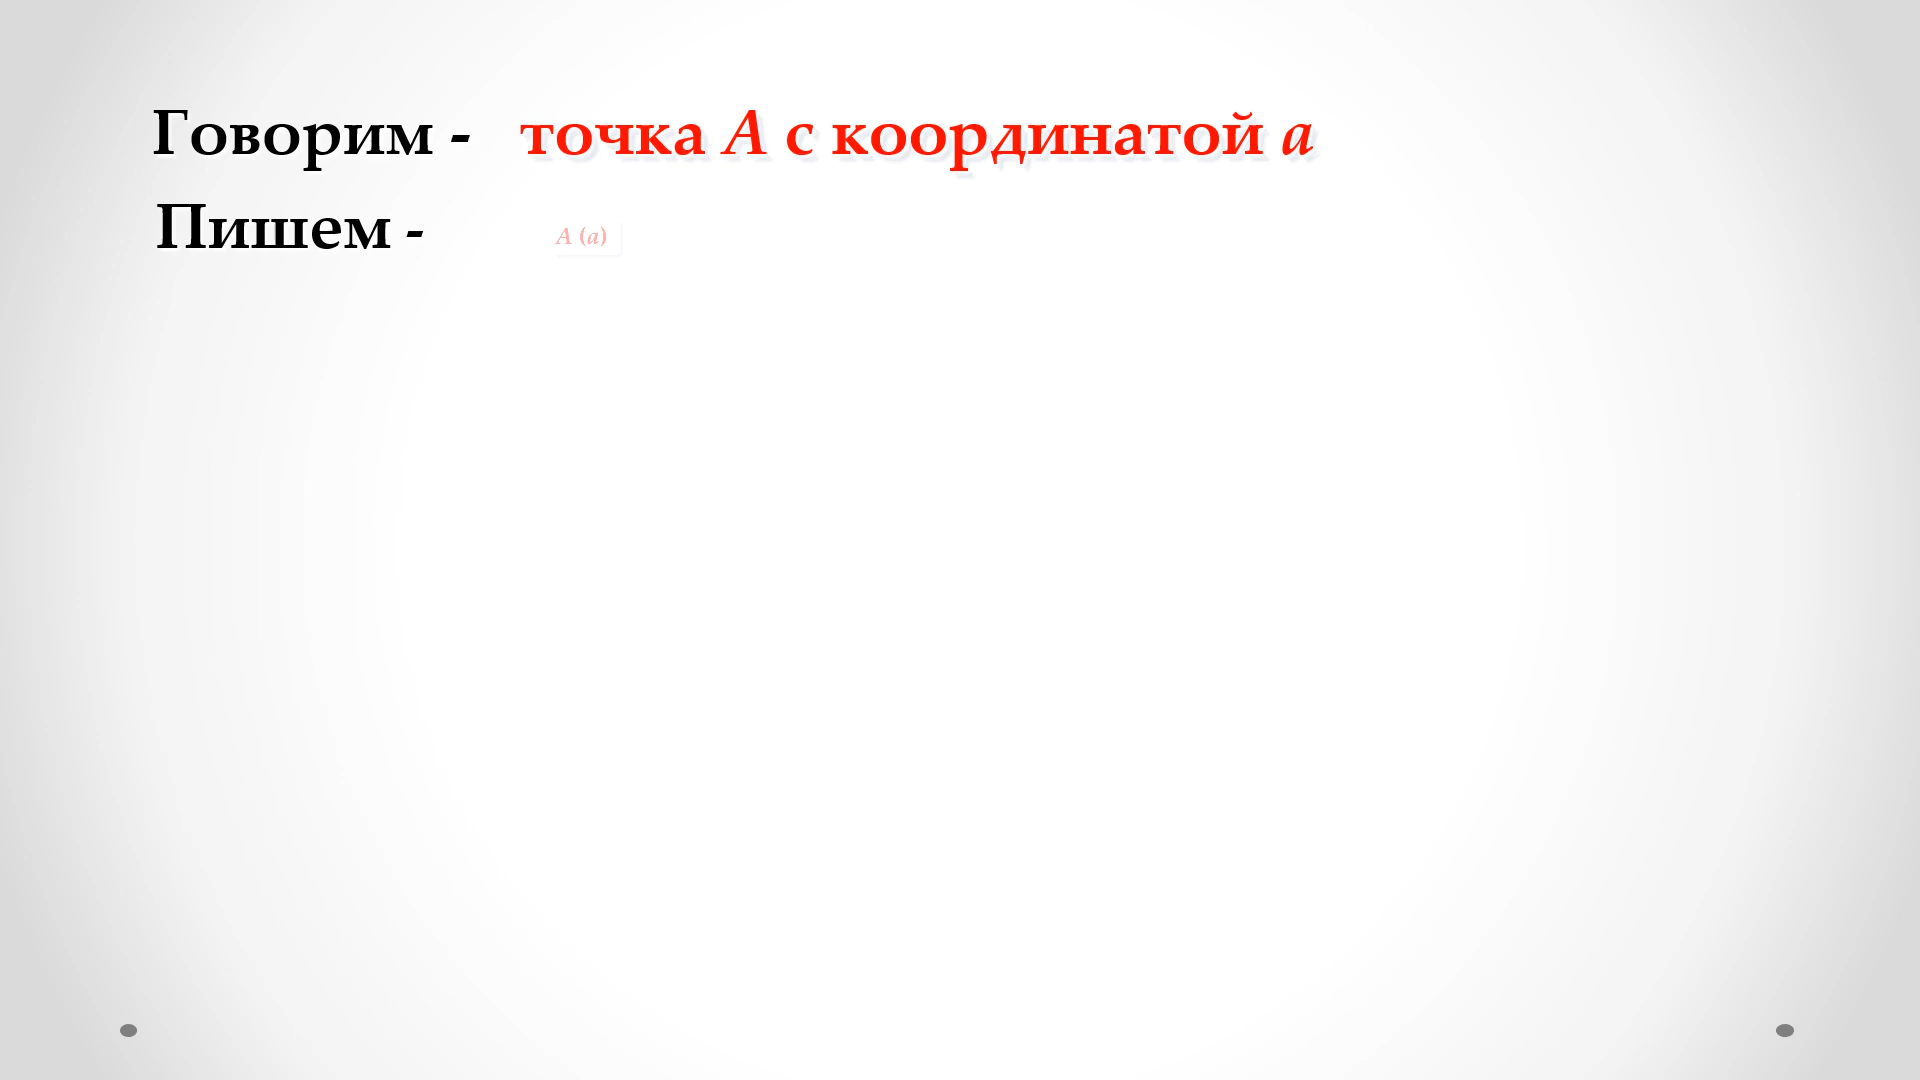 Говорим - точка А с координатой а
Пишем - А (а)